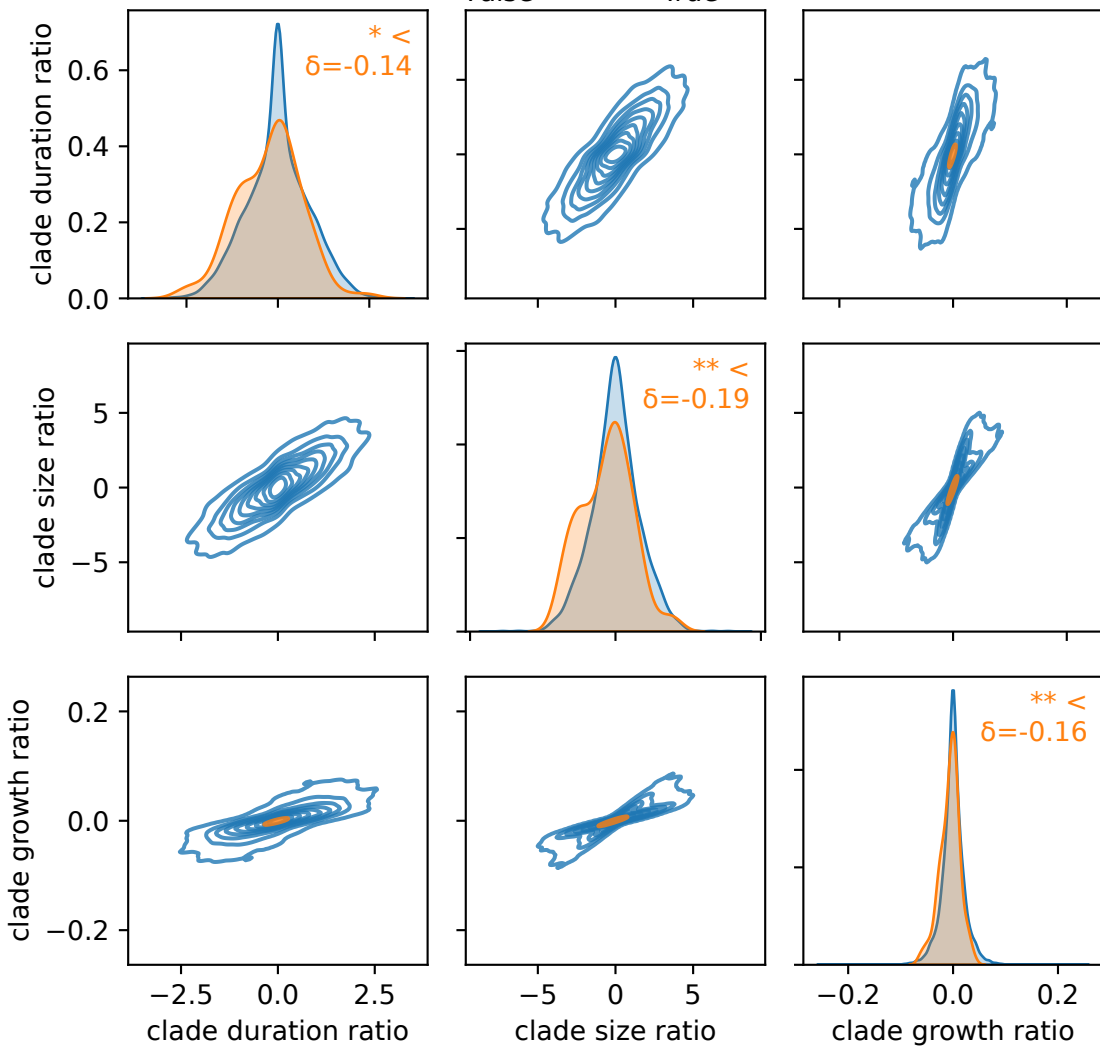 clade duration ratio
0.6
0.4
0.2
0.0
* <
δ=-0.14
clade size ratio
5
0
−5
** <
δ=-0.19
clade growth ratio
0.2
0.0
−0.2
** <
δ=-0.16
−2.5 0.0 2.5
−5 0 5
−0.2 0.0 0.2
clade duration ratio
clade size ratio
clade growth ratio